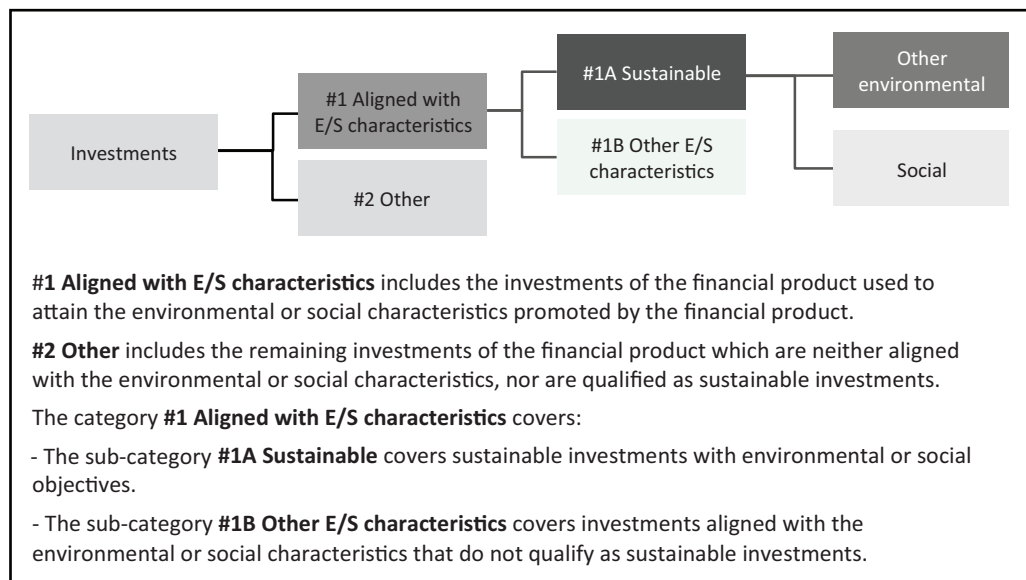 Investments
#1 Aligned with
E/S characteristics
#2 Other
#1A Sustainable
#1B Other E/S
characteristics
Other
environmental
Social
#1 Aligned with E/S characteristics includes the investments of the financial product used to
attain the environmental or social characteristics promoted by the financial product.
#2 Other includes the remaining investments of the financial product which are neither aligned
with the environmental or social characteristics, nor are qualified as sustainable investments.
The category #1 Aligned with E/S characteristics covers:
- The sub-category #1A Sustainable covers sustainable investments with environmental or social
objectives.
- The sub-category #1B Other E/S characteristics covers investments aligned with the
environmental or social characteristics that do not qualify as sustainable investments.